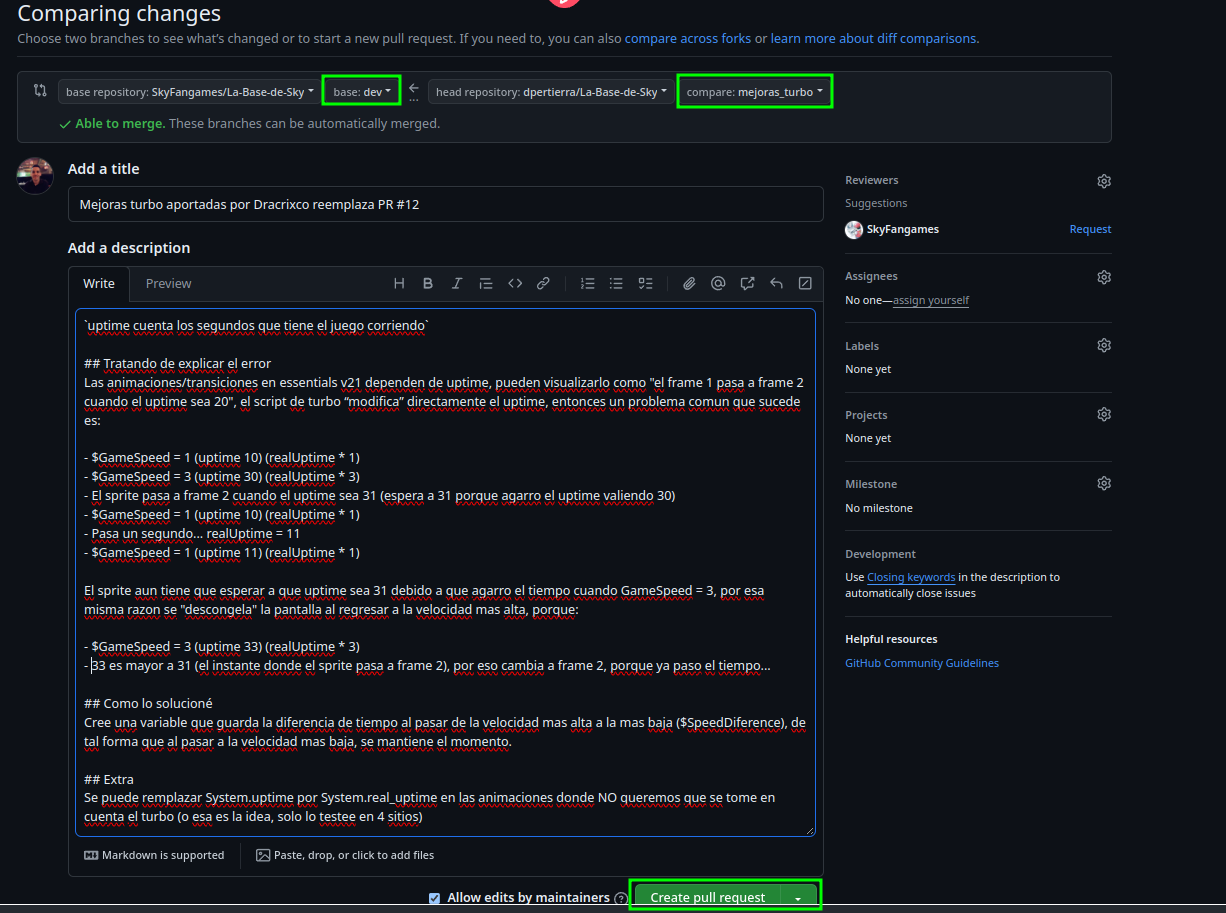 Comparing changes
Choose two branches to see what's changed or to start a new pull request. If you need to, you can also compare across forks or learn more about diff comparisons.
base repository: SkyFangames/La-Base-de-Sky
base: dev
...
head repository: dpertierra/La-Base-de-Sky
compare: mejoras_turbo
Able to merge. These branches can be automatically merged.
Add a title
Mejoras turbo aportadas por Dracrixco reemplaza PR #12
Add a description
Write
Preview
`uptime cuenta los segundos que tiene el juego corriendo`
## Tratando de explicar el error
Las animaciones/transiciones en essentials v21 dependen de uptime, pueden visualizarlo como "el frame 1 pasa a frame 2
cuando el uptime sea 20", el script de turbo “modifica” directamente el uptime, entonces un problema comun que sucede
es:
- $GameSpeed = 1 (uptime 10) (realUptime * 1)
- $GameSpeed = 3 (uptime 30) (realUptime * 3)
- El sprite pasa a frame 2 cuando el uptime sea 31 (espera a 31 porque agarro el uptime valiendo 30)
- $GameSpeed = 1 (uptime 10) (realUptime * 1)
- Pasa un segundo... realUptime = 11
- $GameSpeed = 1 (uptime 11) (realUptime * 1)
El sprite aun tiene que esperar a que uptime sea 31 debido a que agarro el tiempo cuando GameSpeed = 3, por esa
misma razon se "descongela" la pantalla al regresar a la velocidad mas alta, porque:
- $GameSpeed = 3 (uptime 33) (realUptime * 3)
- 33 es mayor a 31 (el instante donde el sprite pasa a frame 2), por eso cambia a frame 2, porque ya paso el tiempo...
## Como lo solucioné
Cree una variable que guarda la diferencia de tiempo al pasar de la velocidad mas alta a la mas baja ($SpeedDiference), de
tal forma que al pasar a la velocidad mas baja, se mantiene el momento.
## Extra
Se puede remplazar System.uptime por System.real_uptime en las animaciones donde NO queremos que se tome en
cuenta el turbo (o esa es la idea, solo lo testee en 4 sitios)
Markdown is supported
Paste, drop, or click to add files
Allow edits by maintainers
Create pull request
Reviewers
Suggestions
SkyFangames
Request
Assignees
No one—assign yourself
Labels
None yet
Projects
None yet
Milestone
No milestone
Development
Use Closing keywords in the description to
automatically close issues
Helpful resources
GitHub Community Guidelines